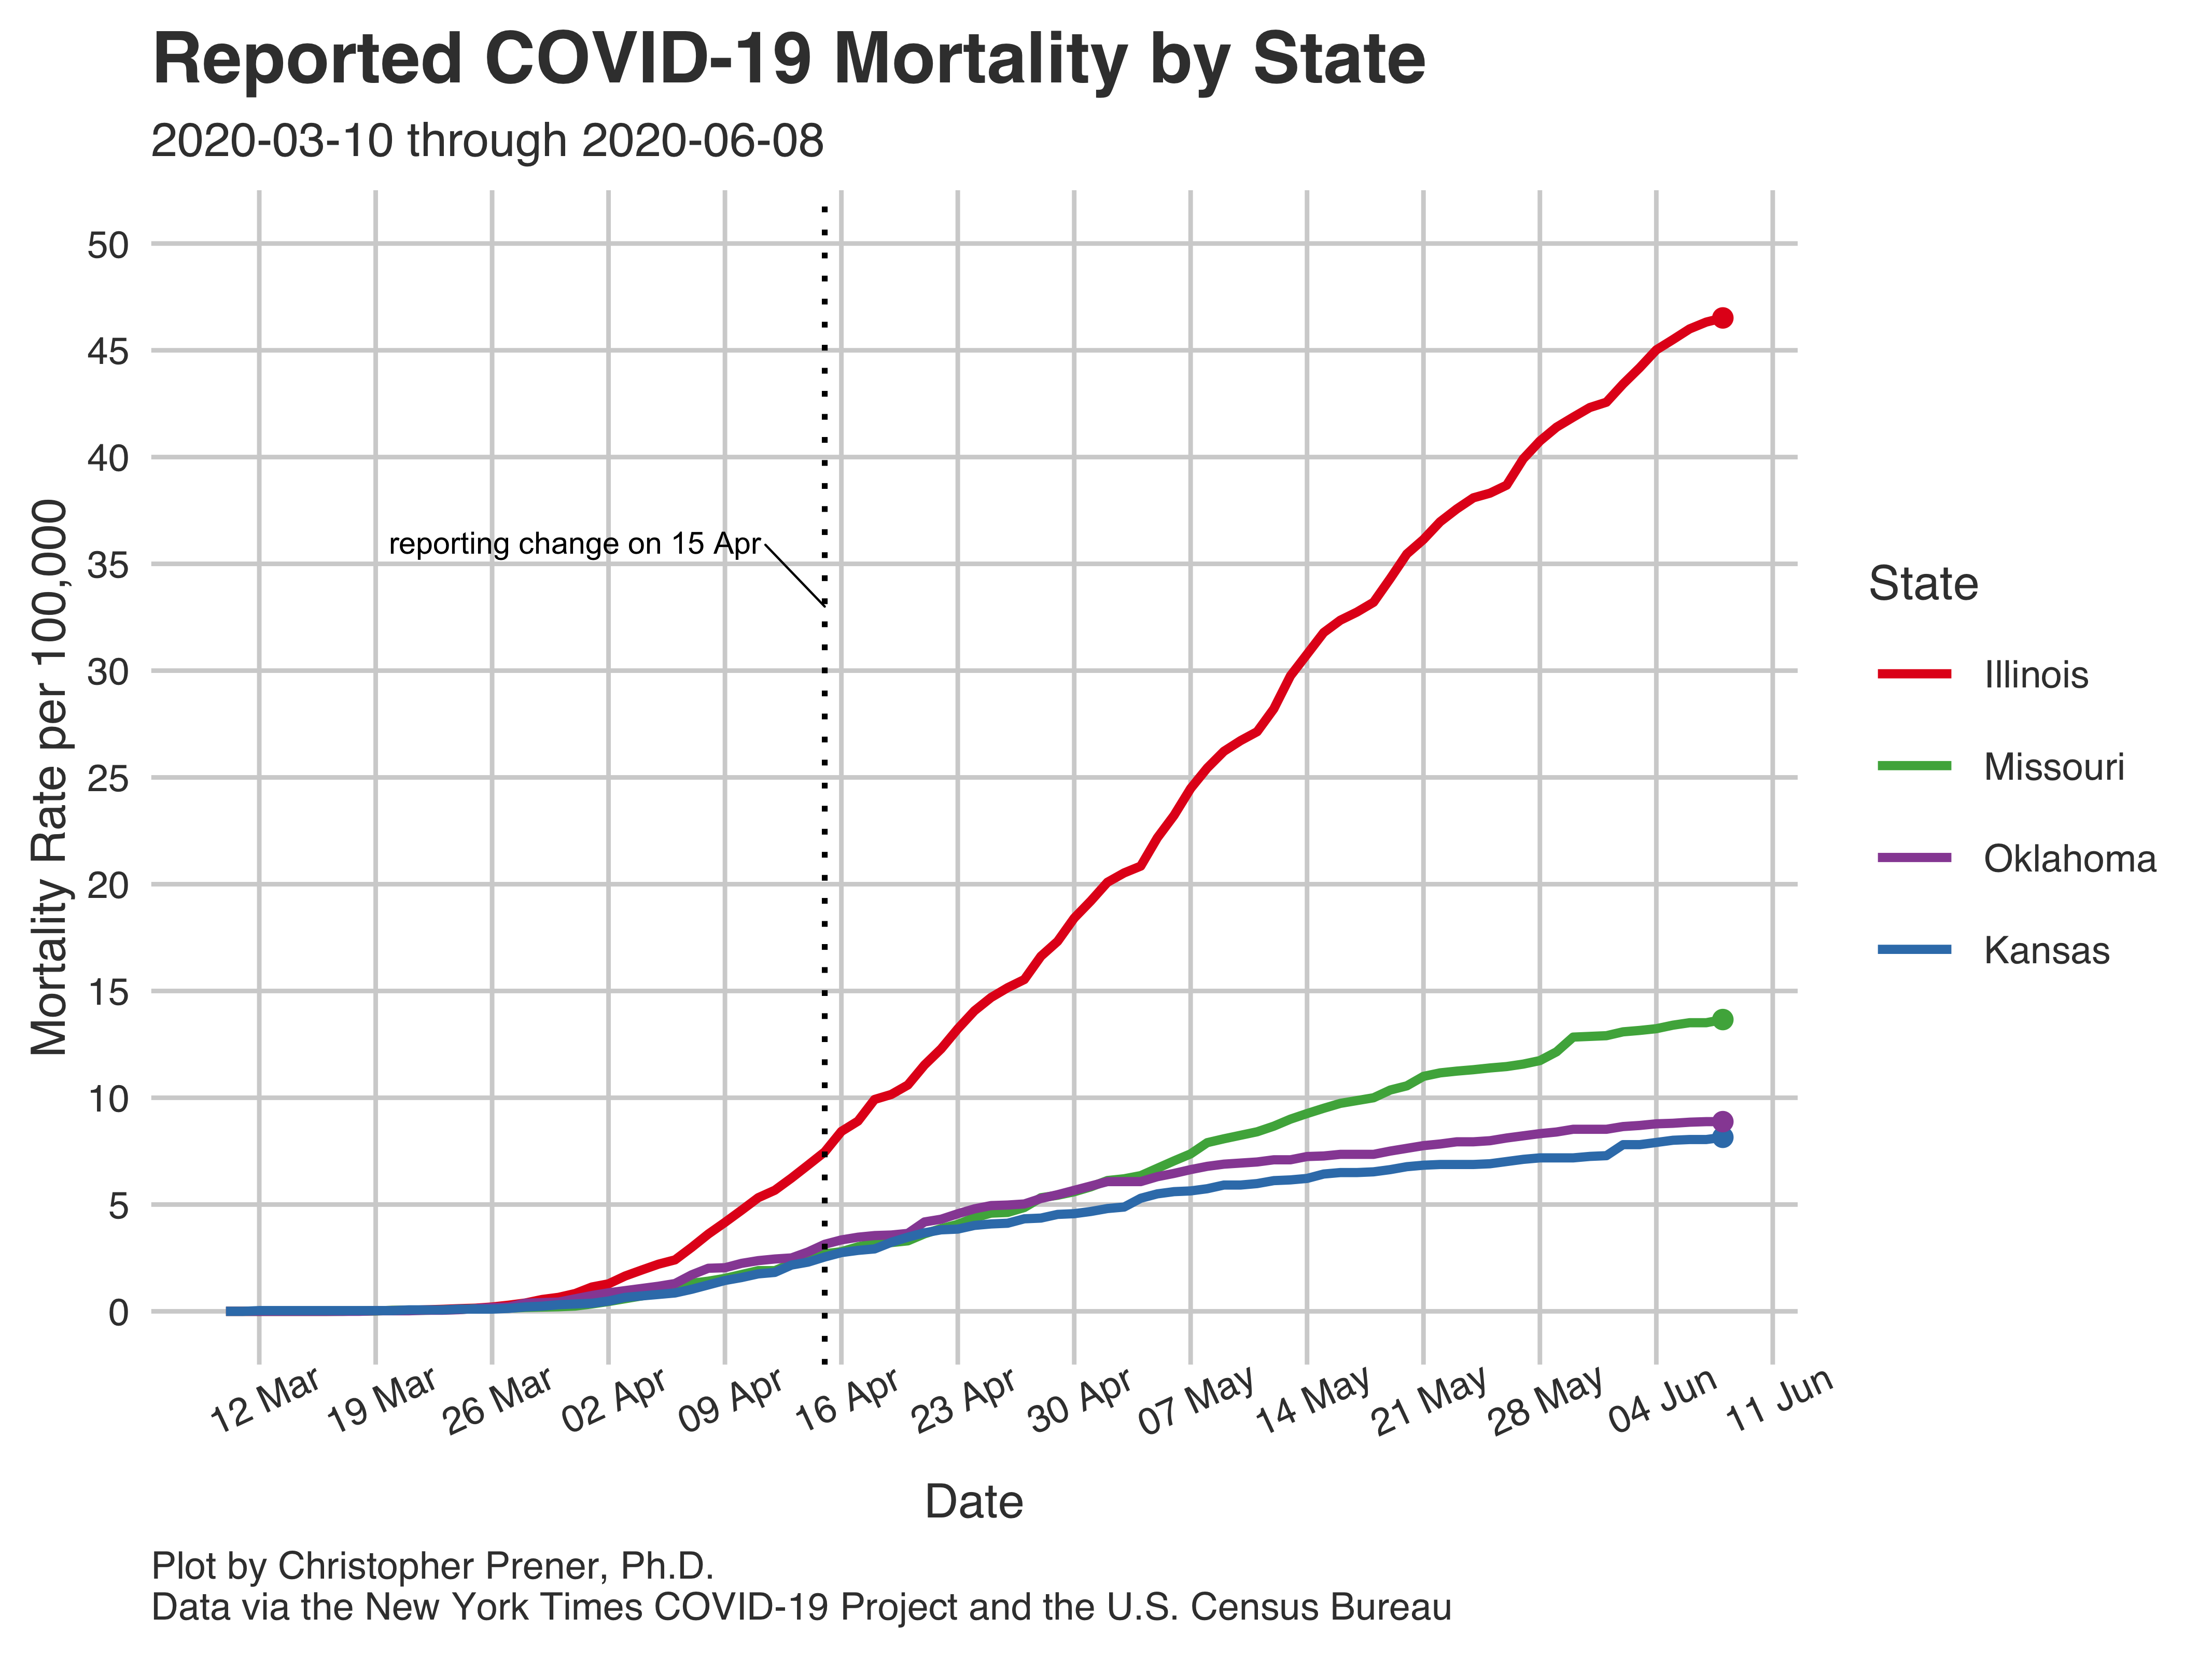 Reported COVID-19 Mortality by State
2020-03-10 through 2020-06-08
Mortality Rate per 100,000
50
45
40
35
30
25
20
15
10
5
0
reporting change on 15 Apr
12 Mar
19 Mar
26 Mar
02 Apr
09 Apr
16 Apr
23 Apr
30 Apr
07 May
14 May
21 May
28 May
04 Jun
11 Jun
Date
State
Illinois
Missouri
Oklahoma
Kansas
Plot by Christopher Prener, Ph.D.
Data via the New York Times COVID-19 Project and the U.S. Census Bureau